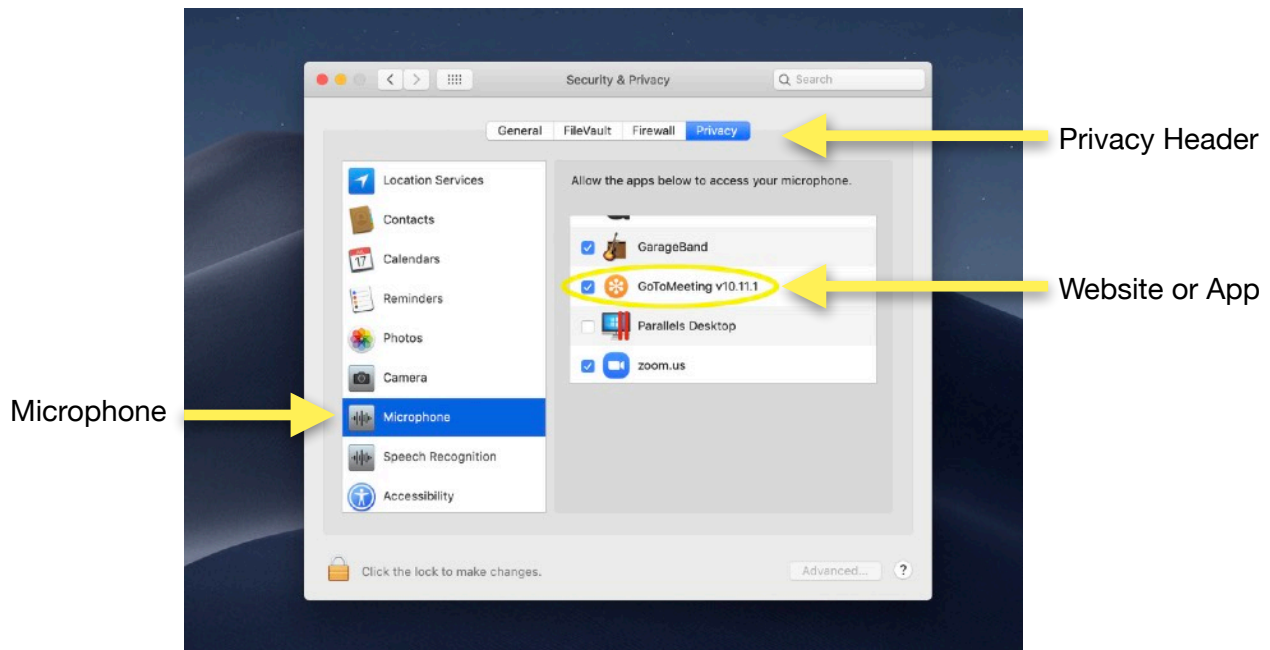 Security & Privacy
Search
General FileVault Firewall Privacy
Privacy Header
Location Services
Contacts
Calendars
JUL
17
Reminders
Photos
Camera
Microphone
Microphone
Speech Recognition
Accessibility
Allow the apps below to access your microphone.
GarageBand
GoToMeeting v10.11.1
Website or App
Parallels Desktop
zoom.us
Click the lock to make changes.
Advanced...
?